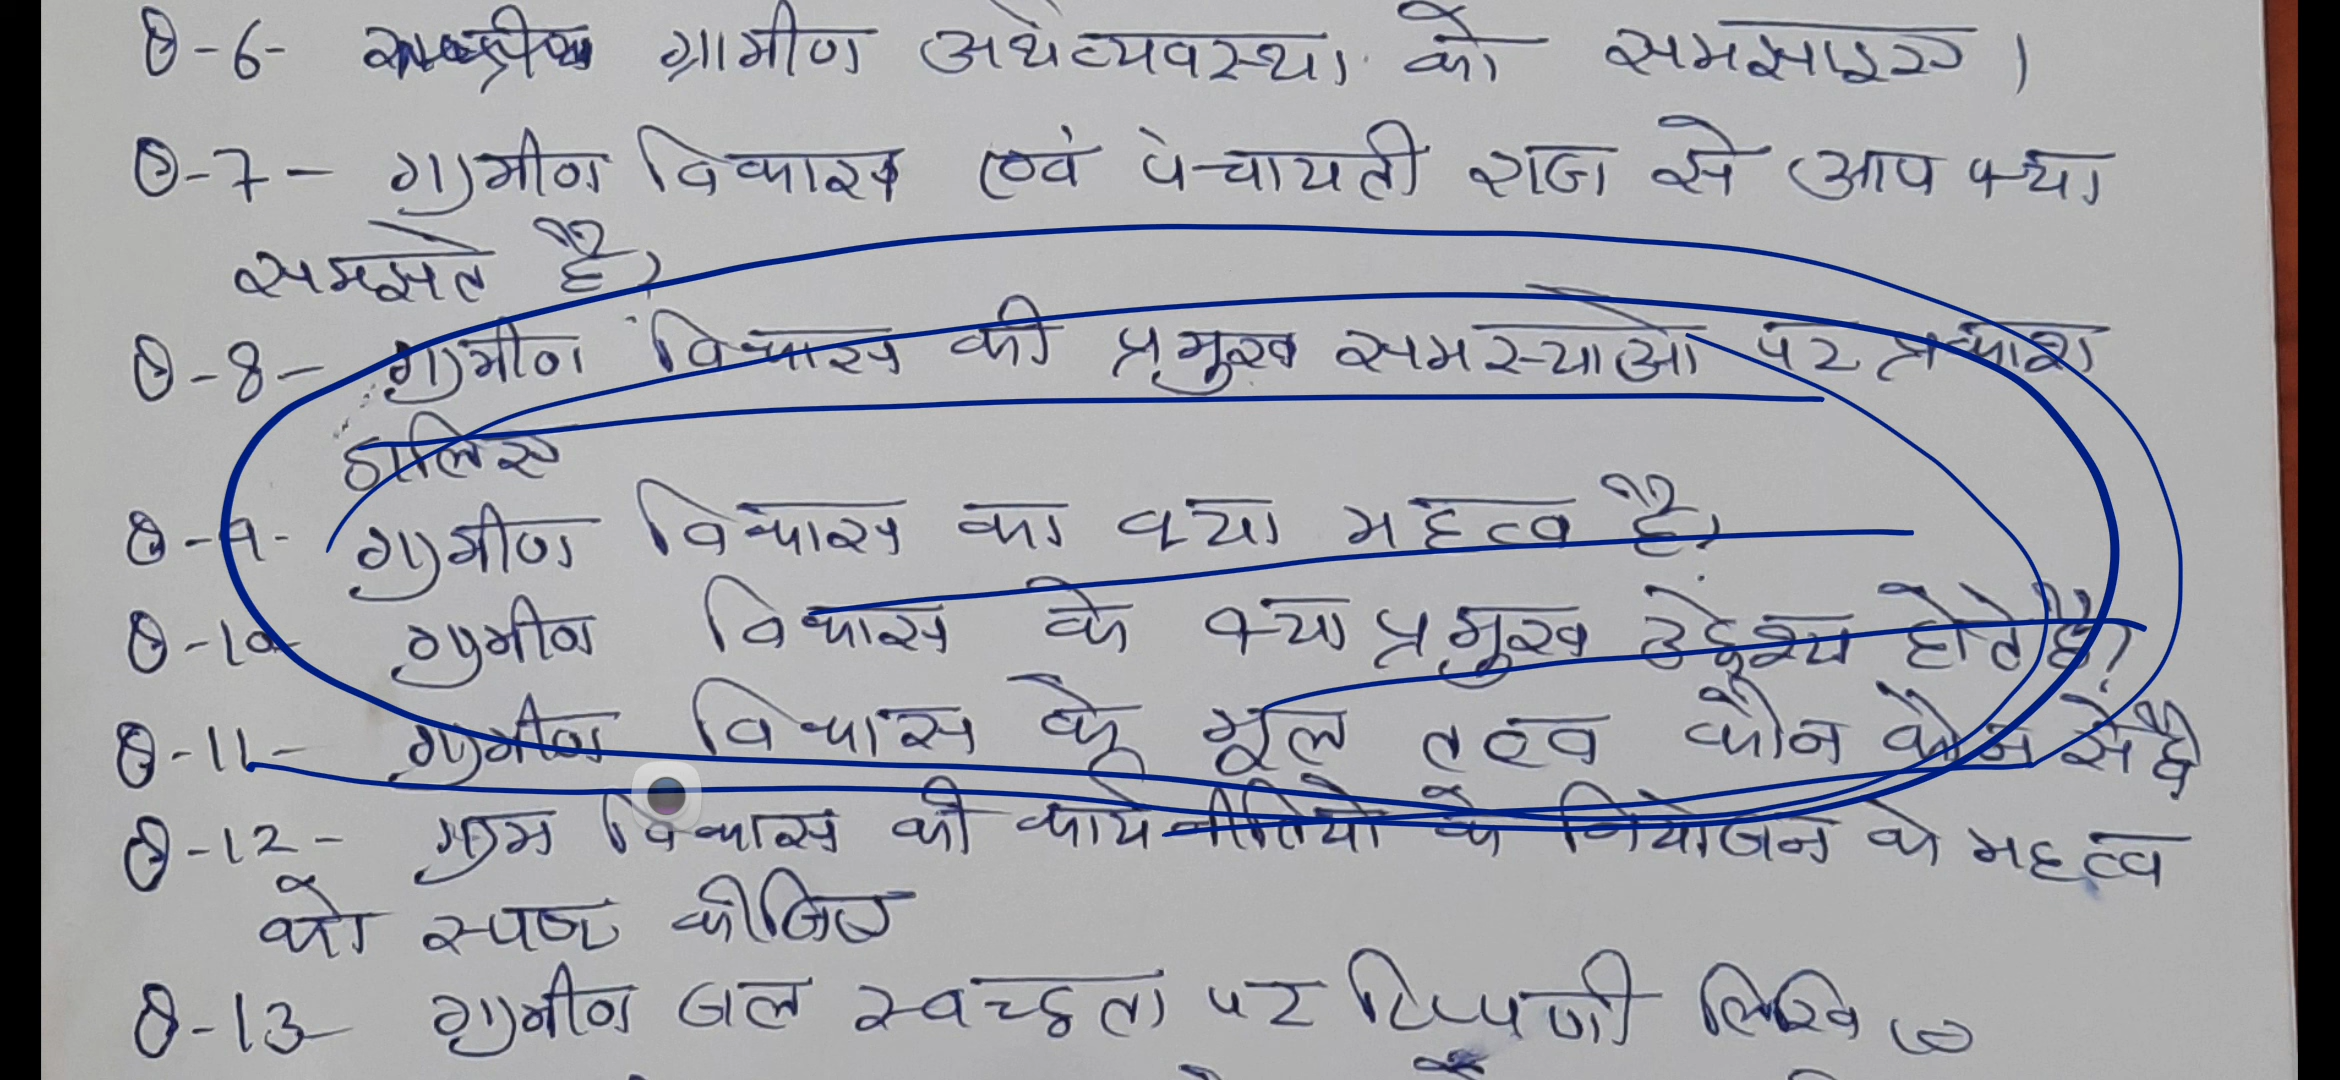 Q-6- ग्रामीण अर्थव्यवस्था को समझाइए।
Q-7- ग्रामीण विकास एवं पंचायती राज से आप क्या
समझते है?
Q-8- ग्रामीण विकास की प्रमुख समस्याओं पर प्रकाश
डालिए
Q-9- ग्रामीण विकास का क्या महत्व है?
Q-10- ग्रामीण विकास के क्या प्रमुख उद्देश्य होते है?
Q-11- ग्रामीण विकास के मूल तत्व कौन कौन से है
Q-12- ग्राम विकास की कार्यनीतियों के नियोजन के महत्व
को स्पष्ट कीजिए
Q-13- ग्रामीण जल स्वच्छता पर टिप्पणी लिखिए